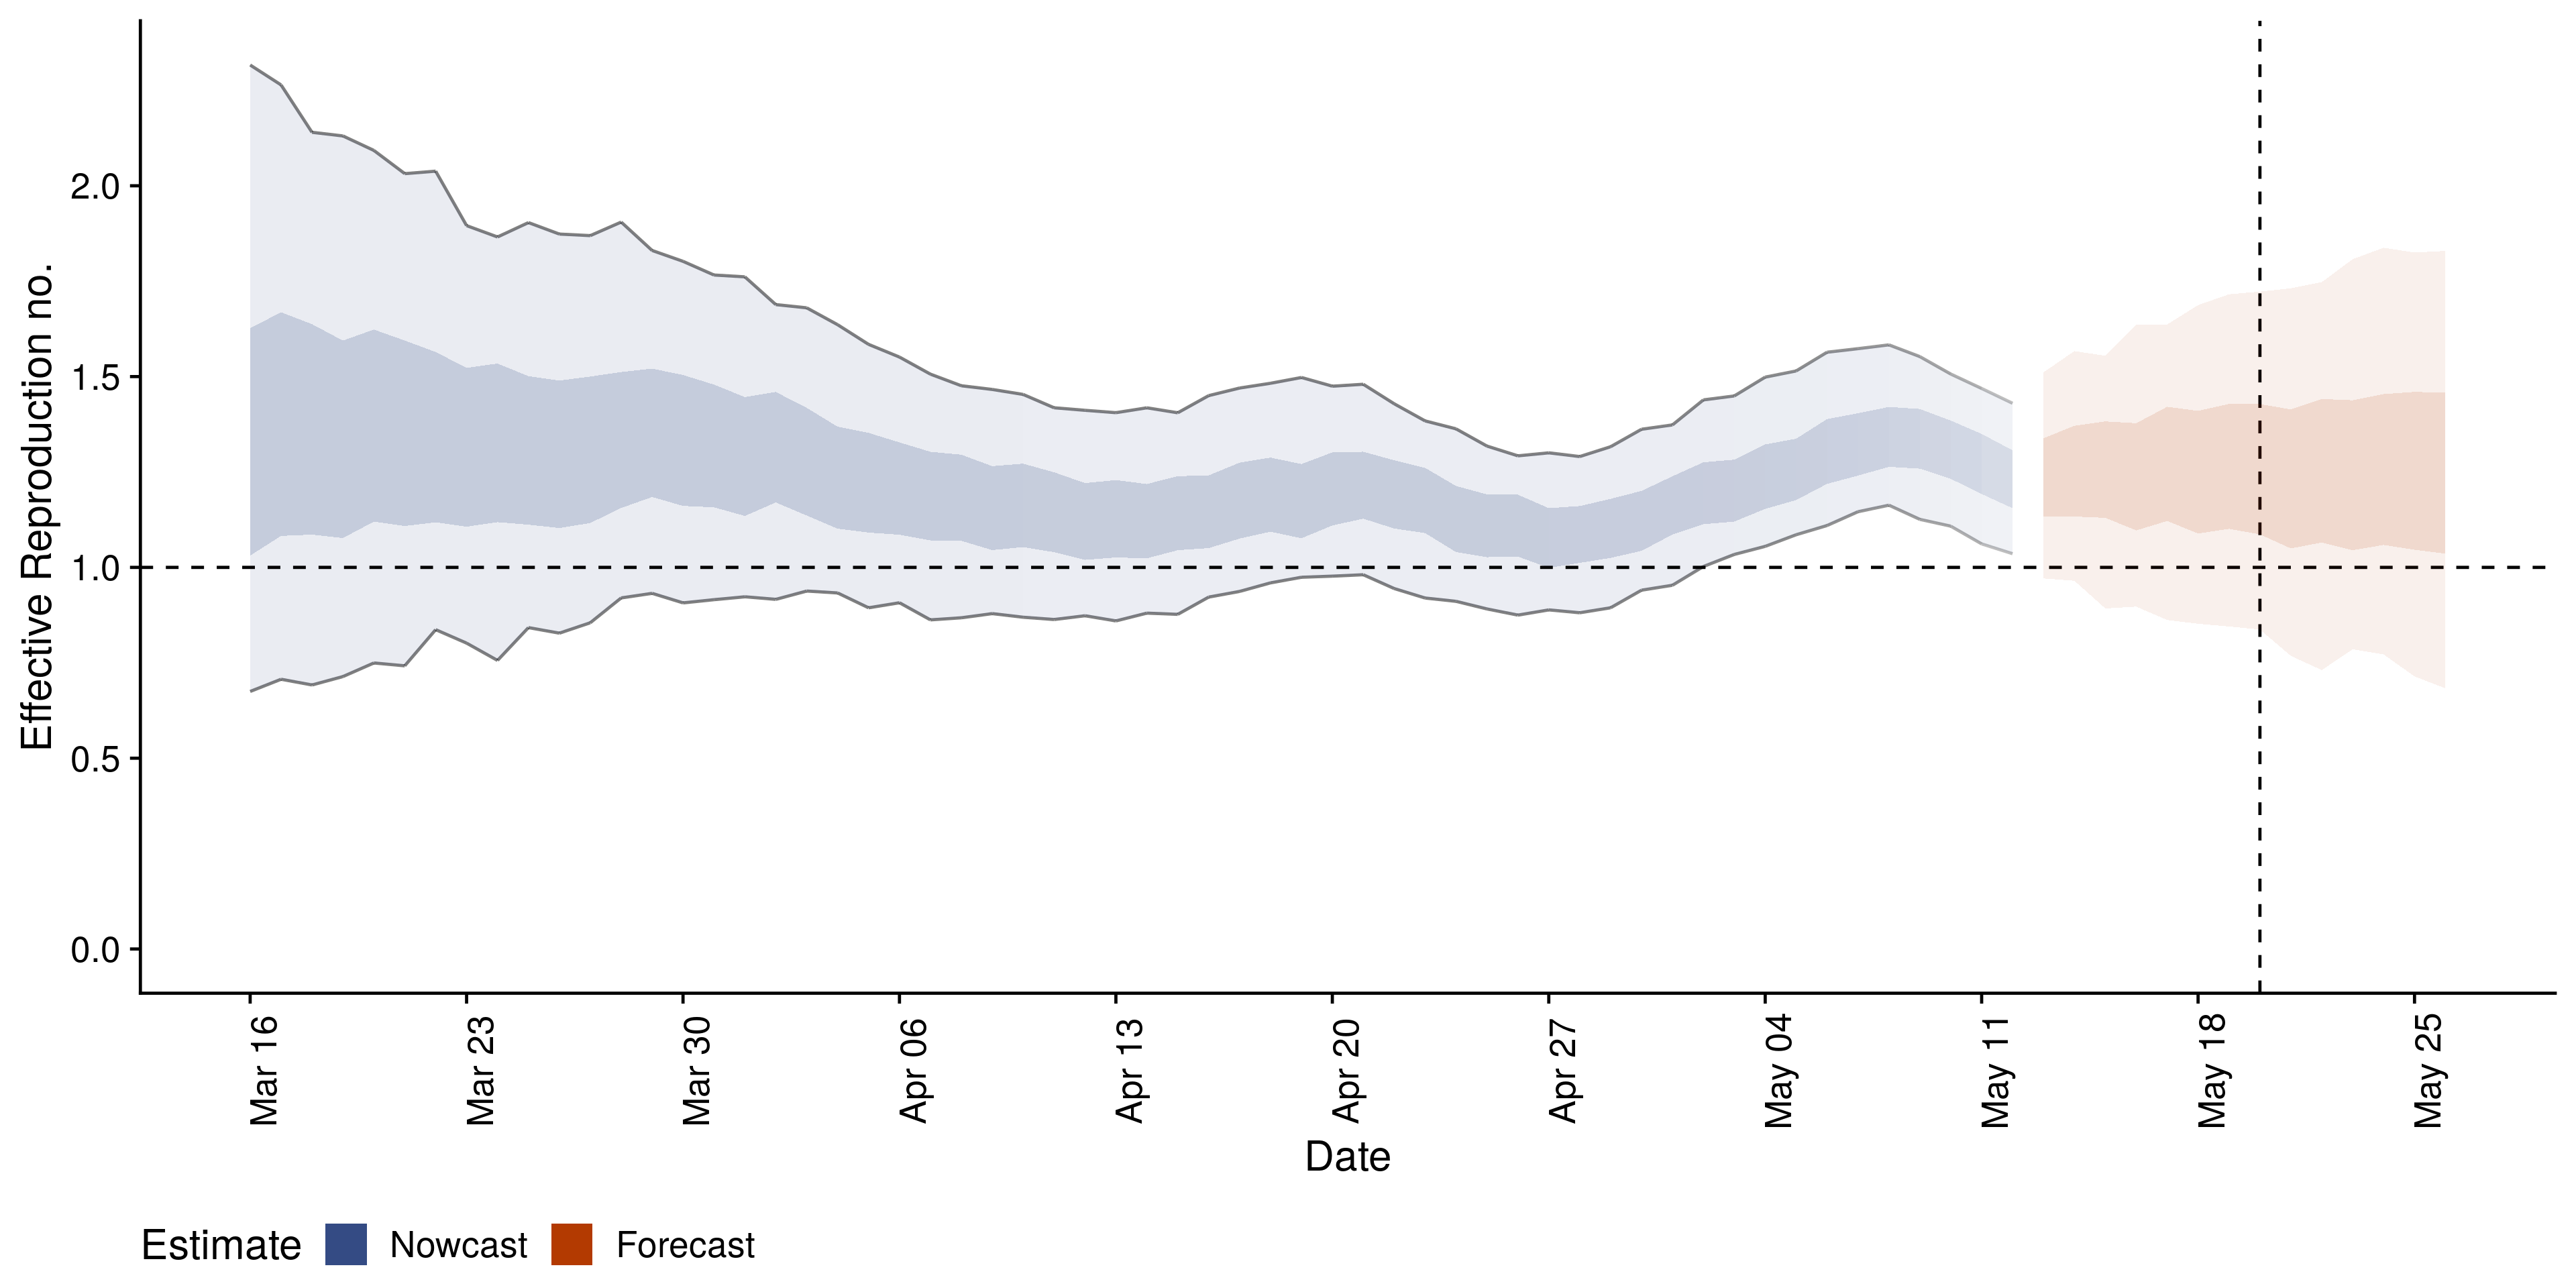 Effective Reproduction no.
2.0
1.5
1.0
0.5
0.0
Mar 16
Mar 23
Mar 30
Apr 06
Apr 13
Apr 20
Apr 27
May 04
May 11
May 18
May 25
Date
Estimate Nowcast Forecast